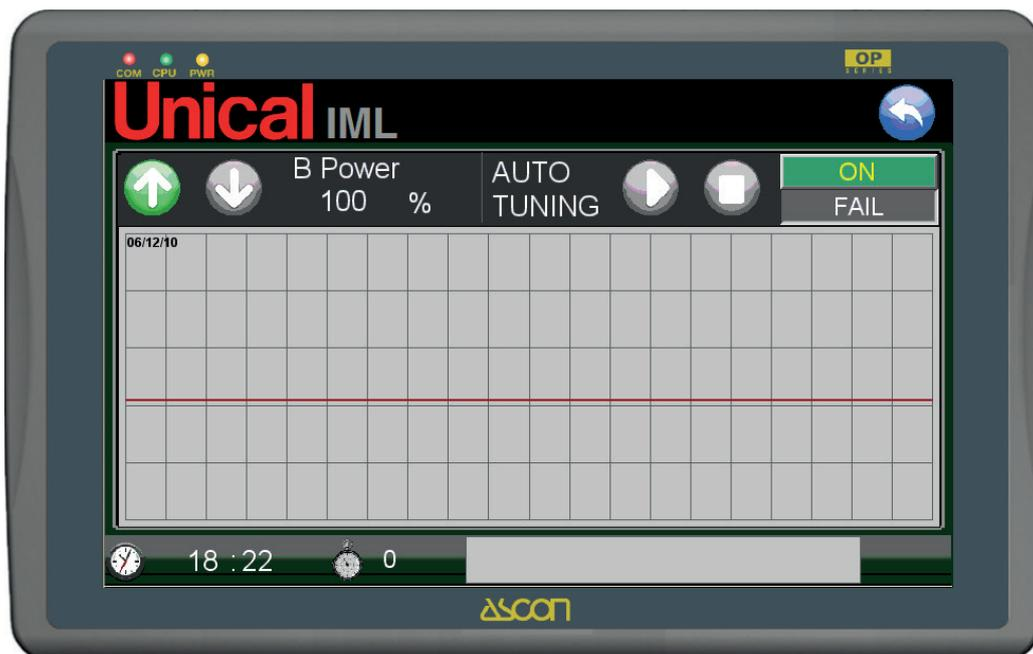 COM CPU PWR
OP
SERIES
Unical IML
B Power
100 %
AUTO
TUNING
ON
FAIL
06/12/10
18 : 22
0
ascon